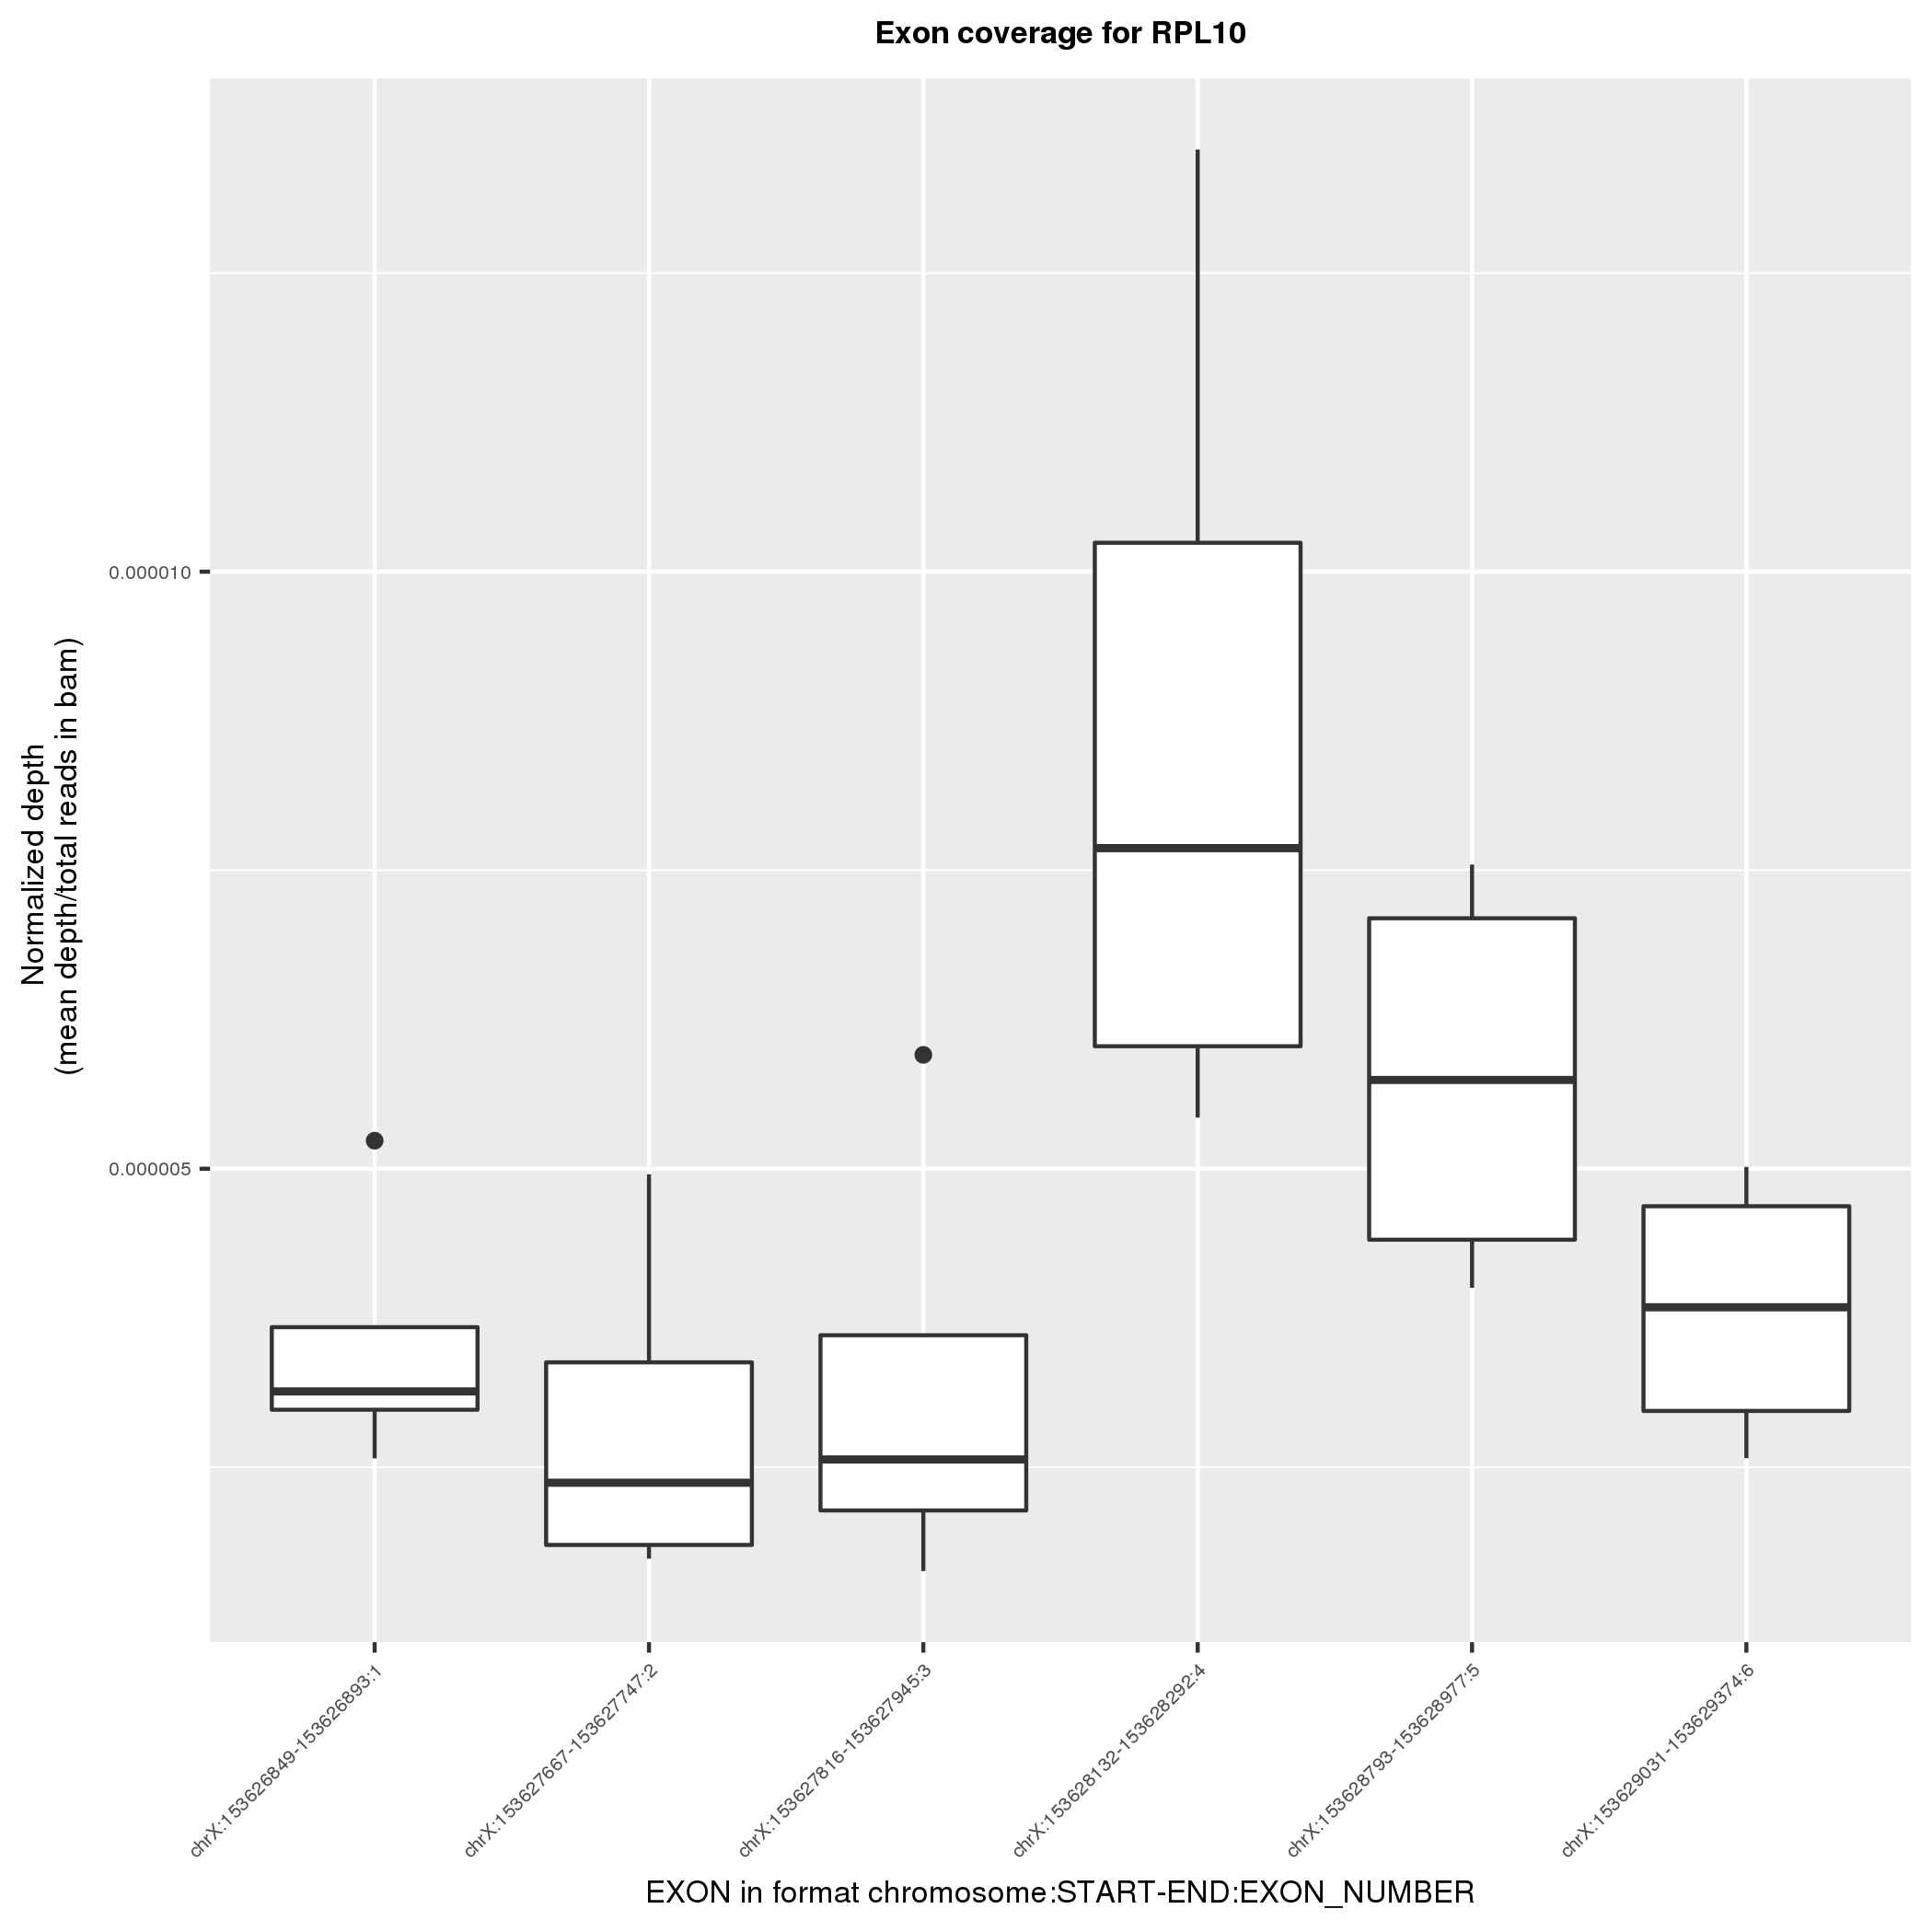 Exon coverage for RPL10
Normalized depth
(mean depth/total reads in bam)
0.000010
0.000005
chrX:153626849-153626893:1
chrX:153627667-153627747:2
chrX:153627816-153627945:3
chrX:153628132-153628292:4
chrX:153628793-153628977:5
chrX:153629031-153629374:6
EXON in format chromosome:START-END:EXON_NUMBER